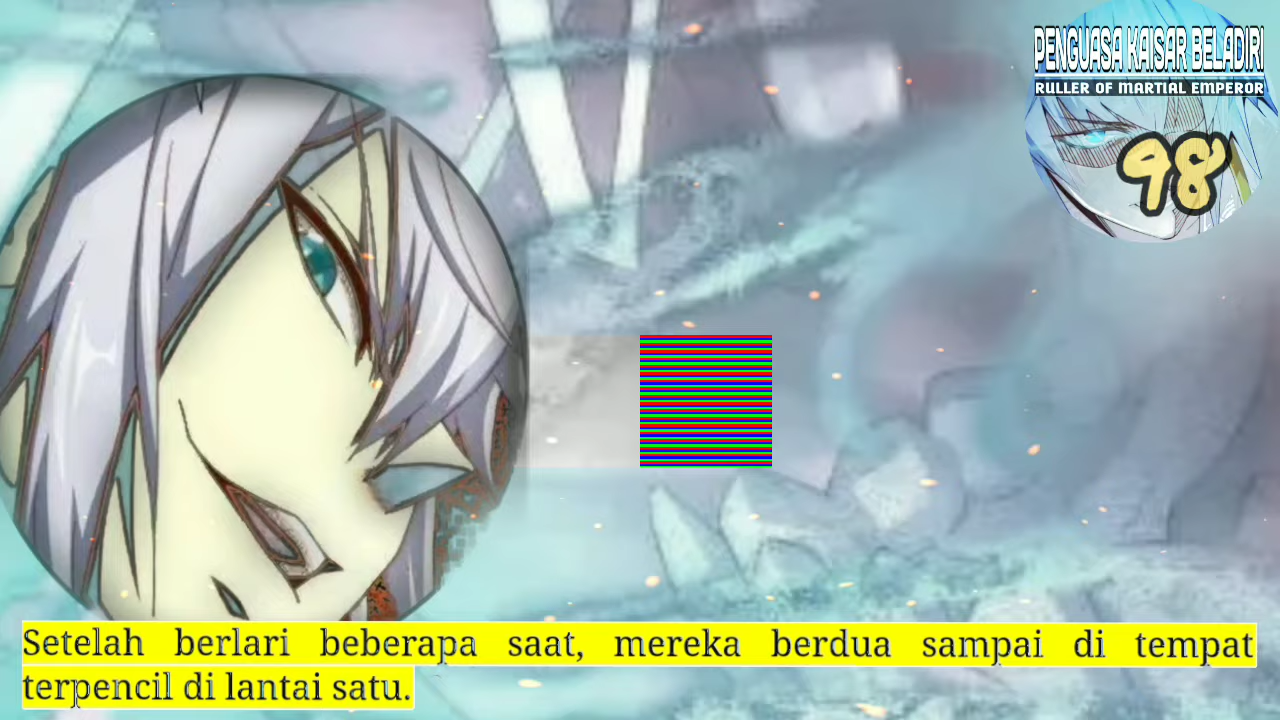 PENGUASA KAISAR BELADIRI
RULLER OF MARTIAL EMPEROR
98
Setelah berlari beberapa saat, mereka berdua sampai di tempat
terpencil di lantai satu.